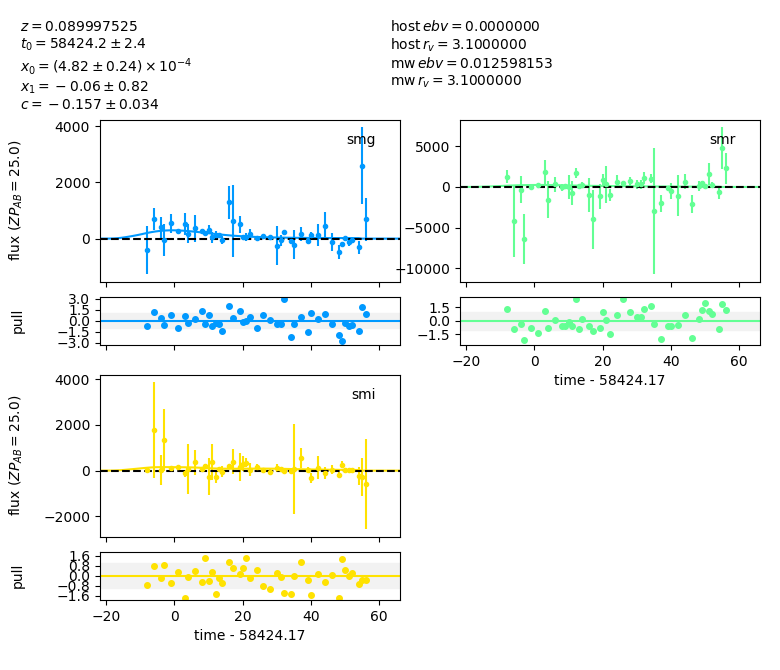 z = 0.089997525
t₀ = 58424.2 ± 2.4
x₀ = (4.82 ± 0.24) × 10⁻⁴
x₁ = −0.06 ± 0.82
c = −0.157 ± 0.034
host ebv = 0.0000000
host r_v = 3.1000000
mw ebv = 0.012598153
mw r_v = 3.1000000
flux (ZP_AB = 25.0)
4000
2000
0
smg
5000
0
−5000
−10000
smr
pull
3.0
1.5
0.0
−1.5
−3.0
1.5
0.0
−1.5
−20 0 20 40 60
time - 58424.17
flux (ZP_AB = 25.0)
4000
2000
0
−2000
smi
pull
1.6
0.8
0.0
−0.8
−1.6
−20 0 20 40 60
time - 58424.17